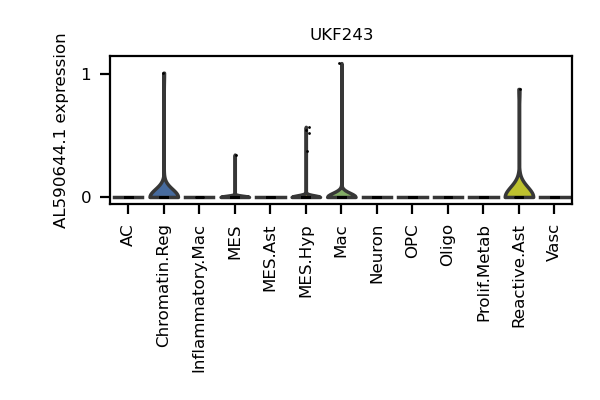 UKF243
AL590644.1 expression
1
0
AC
Chromatin.Reg
Inflammatory.Mac
MES
MES.Ast
MES.Hyp
Mac
Neuron
OPC
Oligo
Prolif.Metab
Reactive.Ast
Vasc